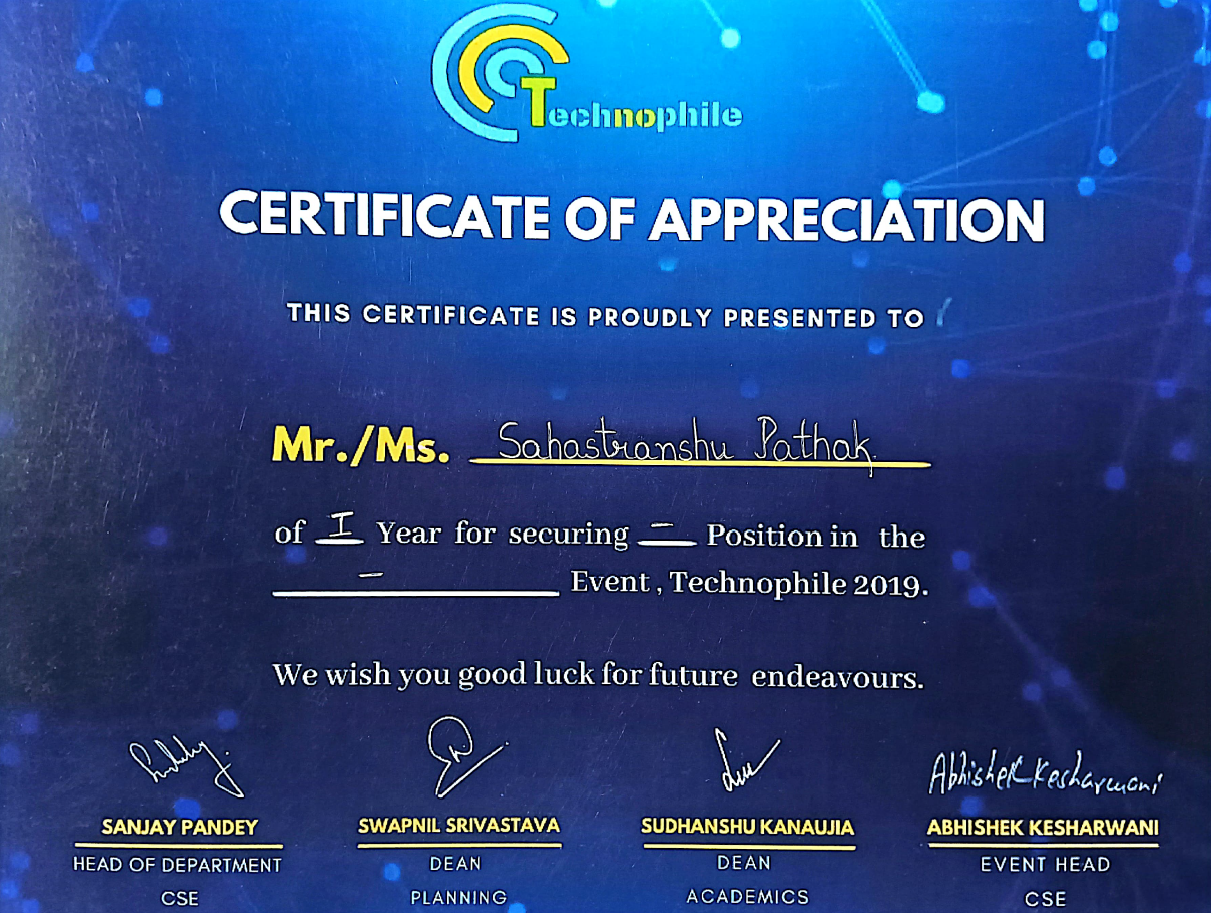 Technophile
CERTIFICATE OF APPRECIATION
THIS CERTIFICATE IS PROUDLY PRESENTED TO
Mr./Ms. Sahastranshu Pathak
of I Year for securing – Position in the
– Event , Technophile 2019.
We wish you good luck for future endeavours.
Abhishek Kesharwani
SANJAY PANDEY SWAPNIL SRIVASTAVA SUDHANSHU KANAUJIA ABHISHEK KESHARWANI
HEAD OF DEPARTMENT DEAN DEAN EVENT HEAD
CSE PLANNING ACADEMICS CSE